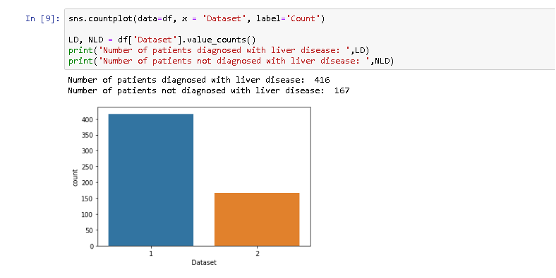 In [9]: sns.countplot(data=df, x = 'Dataset', label='Count')
LD, NLD = df['Dataset'].value_counts()
print('Number of patients diagnosed with liver disease: ',LD)
print('Number of patients not diagnosed with liver disease: ',NLD)
Number of patients diagnosed with liver disease:  416
Number of patients not diagnosed with liver disease:  167
400
350
300
250
200
150
100
50
0
count
1 2
Dataset